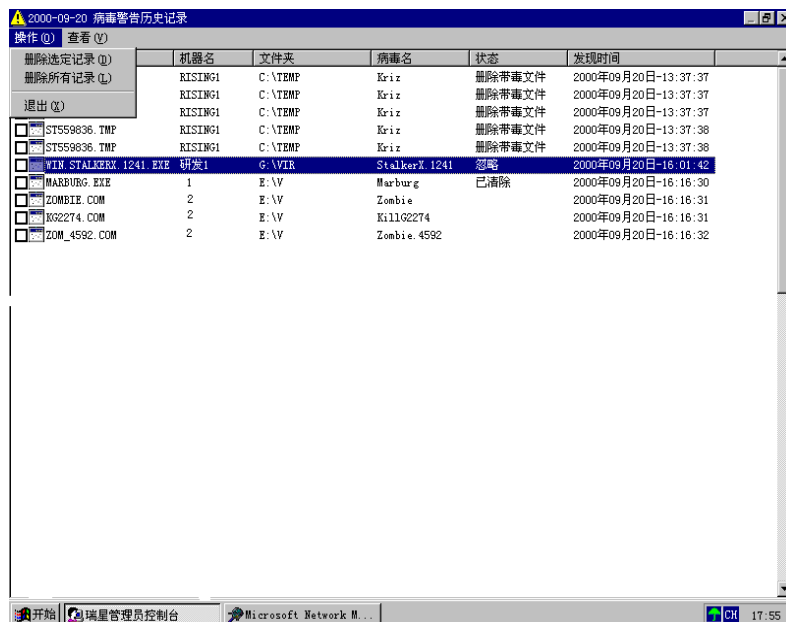 2000-09-20 病毒警告历史记录
操作(O) 查看(V)
机器名 文件夹 病毒名 状态 发现时间
删除选定记录(D)
删除所有记录(L)
退出(X)
RISING1 C:\TEMP Kriz 删除带毒文件 2000年09月20日-13:37:37
RISING1 C:\TEMP Kriz 删除带毒文件 2000年09月20日-13:37:37
RISING1 C:\TEMP Kriz 删除带毒文件 2000年09月20日-13:37:37
ST559836.TMP RISING1 C:\TEMP Kriz 删除带毒文件 2000年09月20日-13:37:38
ST559836.TMP RISING1 C:\TEMP Kriz 删除带毒文件 2000年09月20日-13:37:38
WIN.STALKERX.1241.EXE 研发1 G:\VIR StalkerX.1241 忽略 2000年09月20日-16:01:42
MARBURG.EXE 1 E:\V Marburg 已清除 2000年09月20日-16:16:30
ZOMBIE.COM 2 E:\V Zombie 2000年09月20日-16:16:31
KG2274.COM 2 E:\V KillG2274 2000年09月20日-16:16:31
ZOM_4592.COM 2 E:\V Zombie.4592 2000年09月20日-16:16:32
开始 瑞星管理员控制台 Microsoft Network M... CH 17:55